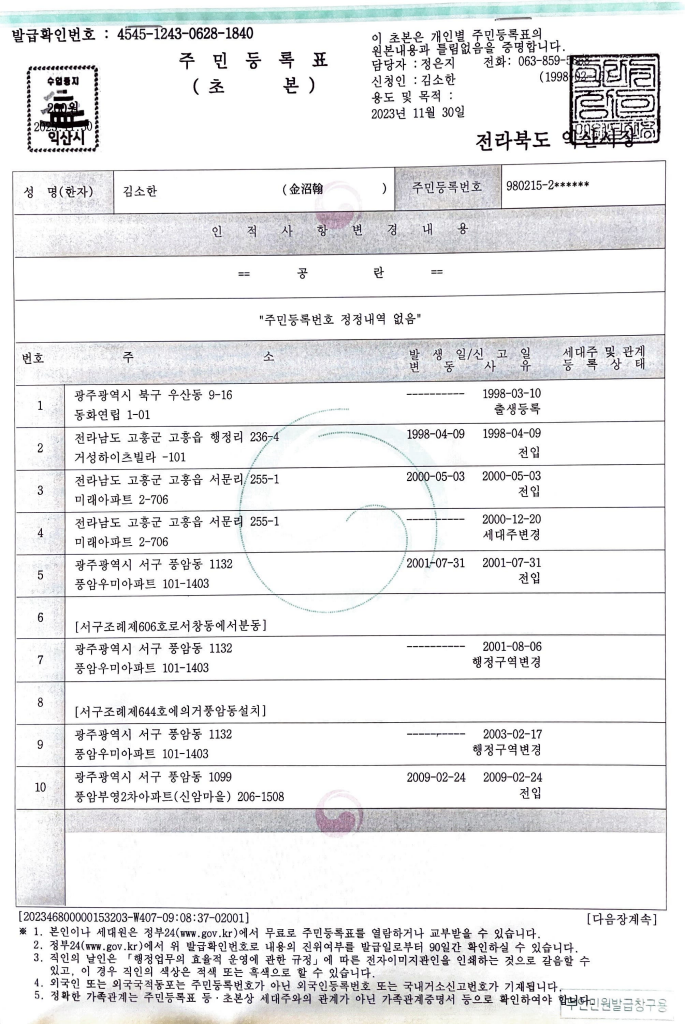 발급확인번호 : 4545-1243-0628-1840
주 민 등 록 표
( 초 본 )
이 초본은 개인별 주민등록표의
원본내용과 틀림없음을 증명합니다.
담당자 : 정은지 전화: 063-859-
신청인 : 김소한 (1998-02-
용도 및 목적 :
2023년 11월 30일
수입증지
익산시
전라북도 익산시장
성 명(한자) 김소한 (金沼翰 ) 주민등록번호 980215-2******
인 적 사 항 변 경 내 용
== 공 란 ==
"주민등록번호 정정내역 없음"
번호 주 소 발 생 일/신 고 일 세대주 및 관계
변 동 사 유 등 록 상 태
1 광주광역시 북구 우산동 9-16 ---------- 1998-03-10
동화연립 1-01 출생등록
2 전라남도 고흥군 고흥읍 행정리 236-4 1998-04-09 1998-04-09
거성하이츠빌라 -101 전입
3 전라남도 고흥군 고흥읍 서문리 255-1 2000-05-03 2000-05-03
미래아파트 2-706 전입
4 전라남도 고흥군 고흥읍 서문리 255-1 ---------- 2000-12-20
미래아파트 2-706 세대주변경
5 광주광역시 서구 풍암동 1132 2001-07-31 2001-07-31
풍암우미아파트 101-1403 전입
6 [서구조례제606호로서창동에서분동]
7 광주광역시 서구 풍암동 1132 ---------- 2001-08-06
풍암우미아파트 101-1403 행정구역변경
8 [서구조례제644호에의거풍암동설치]
9 광주광역시 서구 풍암동 1132 ---------- 2003-02-17
풍암우미아파트 101-1403 행정구역변경
10 광주광역시 서구 풍암동 1099 2009-02-24 2009-02-24
풍암부영2차아파트(신암마을) 206-1508 전입
[202346800000153203-W407-09:08:37-02001] [다음장계속]
※ 1. 본인이나 세대원은 정부24(www.gov.kr)에서 무료로 주민등록표를 열람하거나 교부받을 수 있습니다.
2. 정부24(www.gov.kr)에서 위 발급확인번호로 내용의 진위여부를 발급일로부터 90일간 확인하실 수 있습니다.
3. 직인의 날인은 「행정업무의 효율적 운영에 관한 규정」에 따른 전자이미지관인을 인쇄하는 것으로 갈음할 수
있고, 이 경우 직인의 색상은 적색 또는 흑색으로 할 수 있습니다.
4. 외국인 또는 외국국적동포는 주민등록번호가 아닌 외국인등록번호 또는 국내거소신고번호가 기재됩니다.
5. 정확한 가족관계는 주민등록표 등·초본상 세대주와의 관계가 아닌 가족관계증명서 등으로 확인하여야 합니다.
무인민원발급창구용